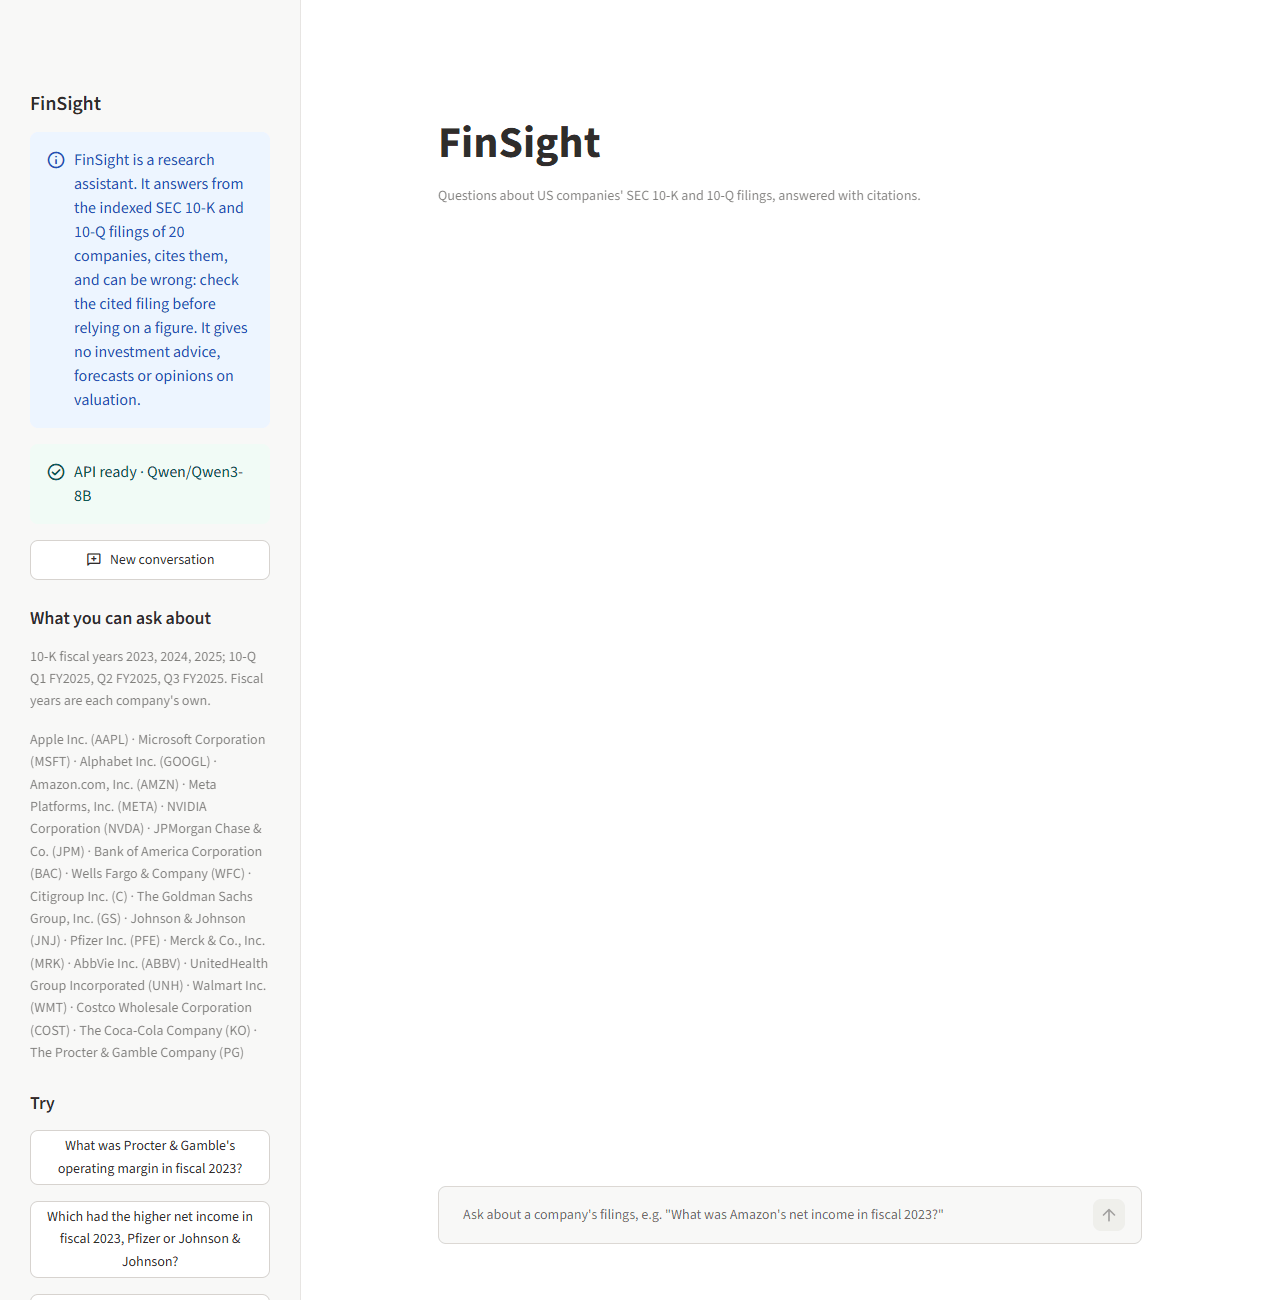 FinSight
FinSight is a research
assistant. It answers from
the indexed SEC 10-K and
10-Q filings of 20
companies, cites them,
and can be wrong: check
the cited filing before
relying on a figure. It gives
no investment advice,
forecasts or opinions on
valuation.
API ready · Qwen/Qwen3-
8B
New conversation
What you can ask about
10-K fiscal years 2023, 2024, 2025; 10-Q
Q1 FY2025, Q2 FY2025, Q3 FY2025. Fiscal
years are each company's own.
Apple Inc. (AAPL) · Microsoft Corporation
(MSFT) · Alphabet Inc. (GOOGL) ·
Amazon.com, Inc. (AMZN) · Meta
Platforms, Inc. (META) · NVIDIA
Corporation (NVDA) · JPMorgan Chase &
Co. (JPM) · Bank of America Corporation
(BAC) · Wells Fargo & Company (WFC) ·
Citigroup Inc. (C) · The Goldman Sachs
Group, Inc. (GS) · Johnson & Johnson
(JNJ) · Pfizer Inc. (PFE) · Merck & Co., Inc.
(MRK) · AbbVie Inc. (ABBV) · UnitedHealth
Group Incorporated (UNH) · Walmart Inc.
(WMT) · Costco Wholesale Corporation
(COST) · The Coca-Cola Company (KO) ·
The Procter & Gamble Company (PG)
Try
What was Procter & Gamble's
operating margin in fiscal 2023?
Which had the higher net income in
fiscal 2023, Pfizer or Johnson &
Johnson?
FinSight
Questions about US companies' SEC 10-K and 10-Q filings, answered with citations.
Ask about a company's filings, e.g. "What was Amazon's net income in fiscal 2023?"